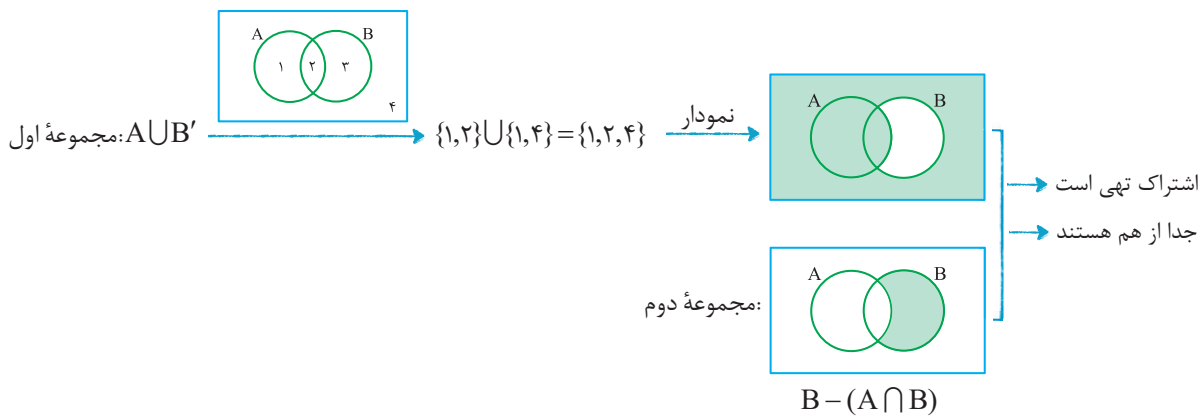 A B
۱ ۲ ۳
۴
مجموعهٔ اول: A∪B′
{۱,۲}∪{۱,۴}={۱,۲,۴}
نمودار
A B
اشتراک تهی است
جدا از هم هستند
مجموعهٔ دوم:
A B
B – (A∩B)